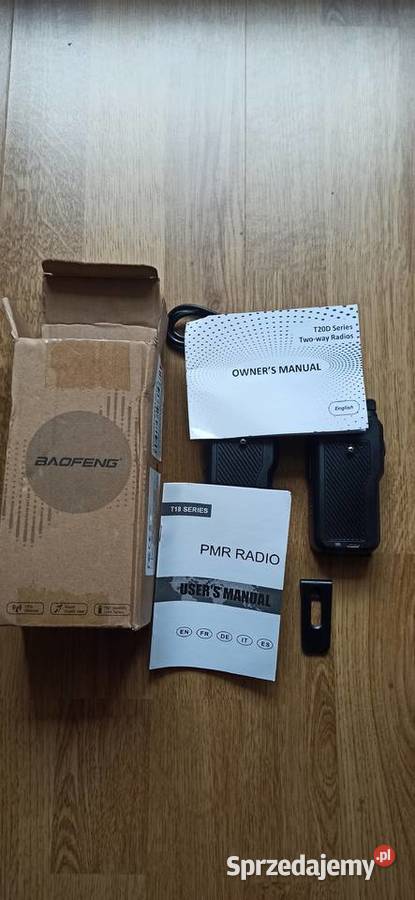 T20D Series
Two-way Radios
OWNER'S MANUAL
English
BAOFENG
T18 SERIES
PMR RADIO
USER'S MANUAL
EN FR DE IT ES
Sprzedajemy.pl